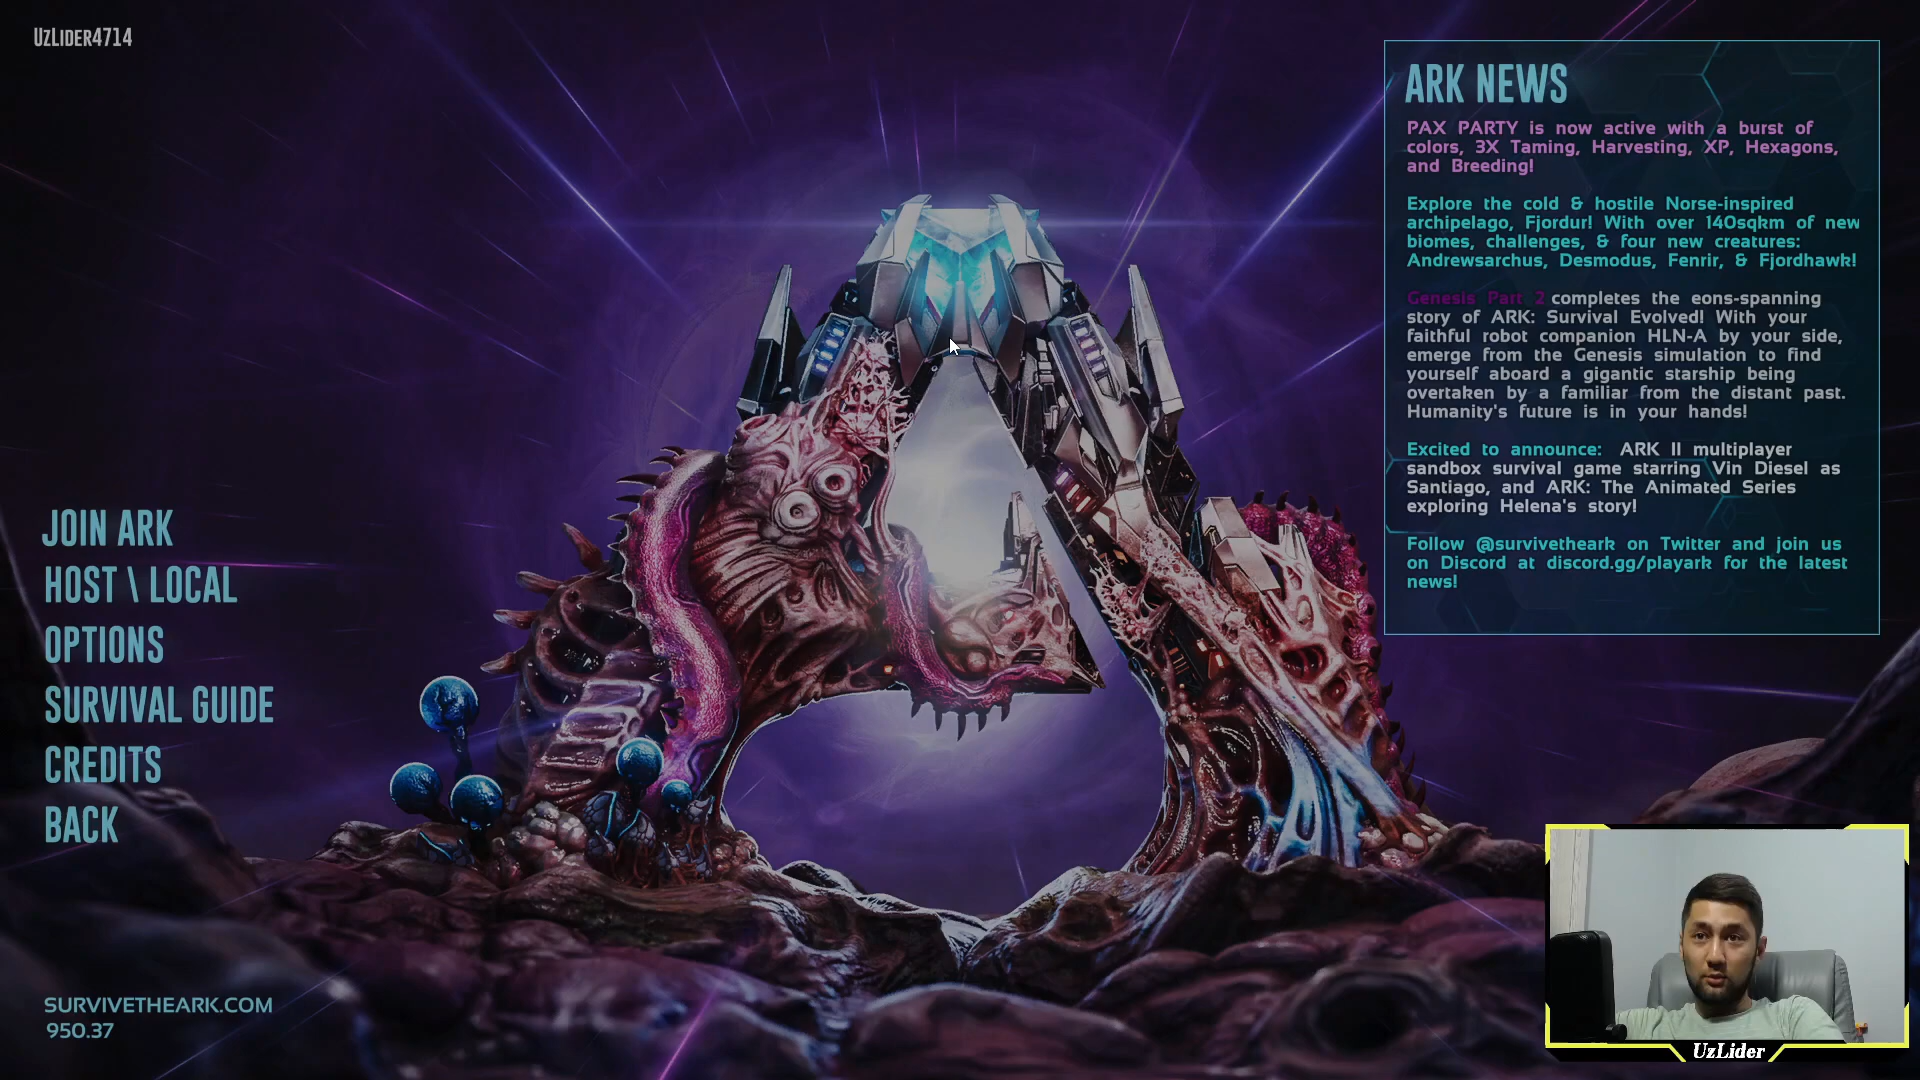 UzLider4714
ARK NEWS
PAX PARTY is now active with a burst of
colors, 3X Taming, Harvesting, XP, Hexagons,
and Breeding!
Explore the cold & hostile Norse-inspired
archipelago, Fjordur! With over 140sqkm of new
biomes, challenges, & four new creatures:
Andrewsarchus, Desmodus, Fenrir, & Fjordhawk!
Genesis Part 2 completes the eons-spanning
story of ARK: Survival Evolved! With your
faithful robot companion HLN-A by your side,
emerge from the Genesis simulation to find
yourself aboard a gigantic starship being
overtaken by a familiar from the distant past.
Humanity's future is in your hands!
Excited to announce: ARK II multiplayer
sandbox survival game starring Vin Diesel as
Santiago, and ARK: The Animated Series
exploring Helena's story!
Follow @survivetheark on Twitter and join us
on Discord at discord.gg/playark for the latest
news!
JOIN ARK
HOST \ LOCAL
OPTIONS
SURVIVAL GUIDE
CREDITS
BACK
SURVIVETHEARK.COM
950.37
UzLider